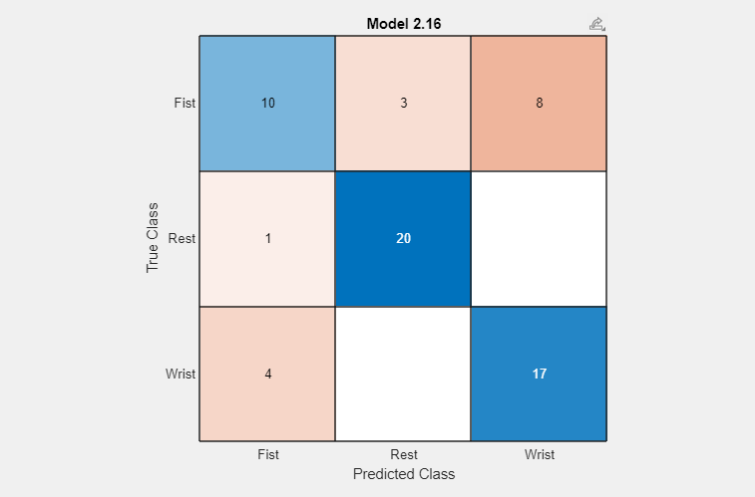 Model 2.16
Fist 10 3 8
Rest 1 20
Wrist 4 17
Fist Rest Wrist
Predicted Class
True Class